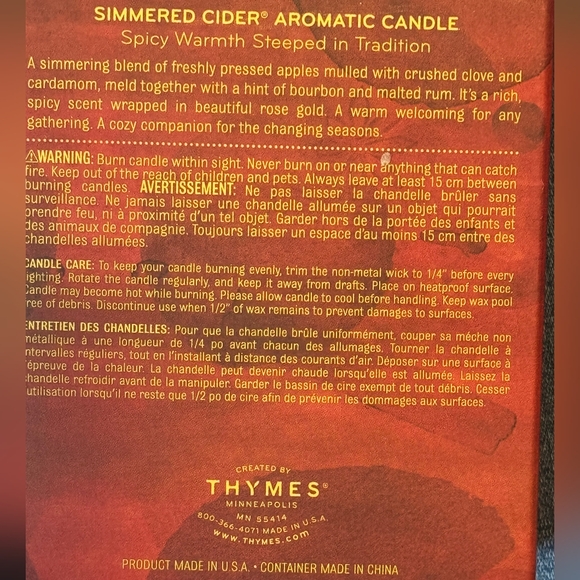 SIMMERED CIDER® AROMATIC CANDLE
Spicy Warmth Steeped in Tradition
A simmering blend of freshly pressed apples mulled with crushed clove and
cardamom, meld together with a hint of bourbon and malted rum. It's a rich,
spicy scent wrapped in beautiful rose gold. A warm welcoming for any
gathering. A cozy companion for the changing seasons.
⚠WARNING: Burn candle within sight. Never burn on or near anything that can catch
fire. Keep out of the reach of children and pets. Always leave at least 15 cm between
burning candles. AVERTISSEMENT: Ne pas laisser la chandelle brûler sans
surveillance. Ne jamais laisser une chandelle allumée sur un objet qui pourrait
prendre feu, ni à proximité d'un tel objet. Garder hors de la portée des enfants et
des animaux de compagnie. Toujours laisser un espace d'au moins 15 cm entre des
chandelles allumées.
CANDLE CARE: To keep your candle burning evenly, trim the non-metal wick to 1/4" before every
lighting. Rotate the candle regularly, and keep it away from drafts. Place on heatproof surface.
Candle may become hot while burning. Please allow candle to cool before handling. Keep wax pool
free of debris. Discontinue use when 1/2" of wax remains to prevent damages to surfaces.
ENTRETIEN DES CHANDELLES: Pour que la chandelle brûle uniformément, couper sa mèche non
métallique à une longueur de 1/4 po avant chacun des allumages. Tourner la chandelle à
intervalles réguliers, tout en l'installant à distance des courants d'air. Déposer sur une surface à
l'épreuve de la chaleur. La chandelle peut devenir chaude lorsqu'elle est allumée. Laissez la
chandelle refroidir avant de la manipuler. Garder le bassin de cire exempt de tout débris. Cesser
l'utilisation lorsqu'il ne reste que 1/2 po de cire afin de prévenir les dommages aux surfaces.
CREATED BY
THYMES®
MINNEAPOLIS
MN 55414
800-366-4071 MADE IN U.S.A.
WWW.THYMES.COM
PRODUCT MADE IN U.S.A. • CONTAINER MADE IN CHINA